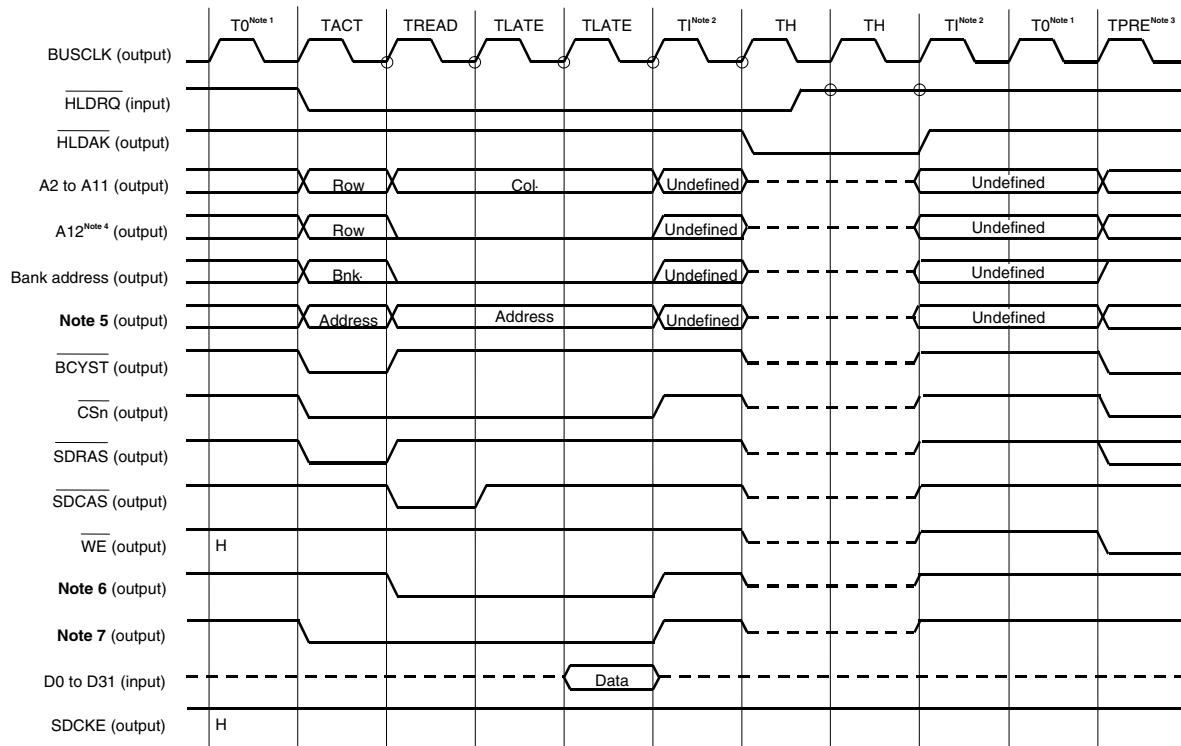 T0Note 1 TACT TREAD TLATE TLATE TINote 2 TH TH TINote 2 T0Note 1 TPRENote 3
BUSCLK (output)
HLDRQ (input)
HLDAK (output)
A2 to A11 (output) Row Col. Undefined Undefined
A12Note 4 (output) Row Undefined Undefined
Bank address (output) Bnk. Undefined Undefined
Note 5 (output) Address Address Undefined Undefined
BCYST (output)
CSn (output)
SDRAS (output)
SDCAS (output)
WE (output) H
Note 6 (output)
Note 7 (output)
D0 to D31 (input) Data
SDCKE (output) H